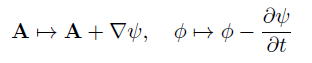 A ↦ A + ∇ψ, ϕ ↦ ϕ − ∂ψ/∂t